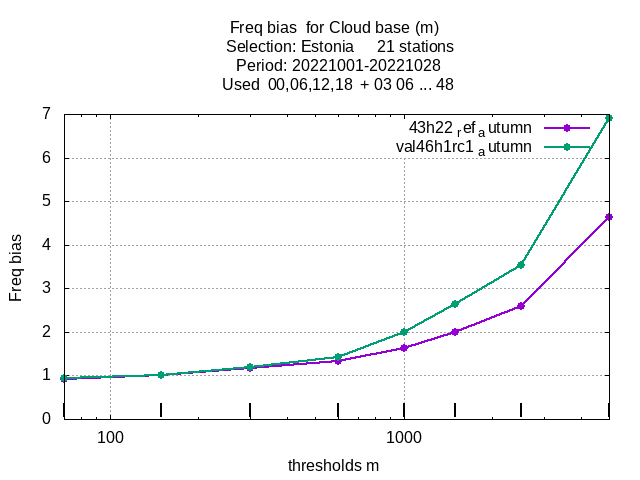 Freq bias  for Cloud base (m)
Selection: Estonia     21 stations
Period: 20221001-20221028
Used  00,06,12,18  + 03 06 ... 48
43h22 ref autumn
val46h1rc1 autumn
Freq bias
7
6
5
4
3
2
1
0
100
1000
thresholds m